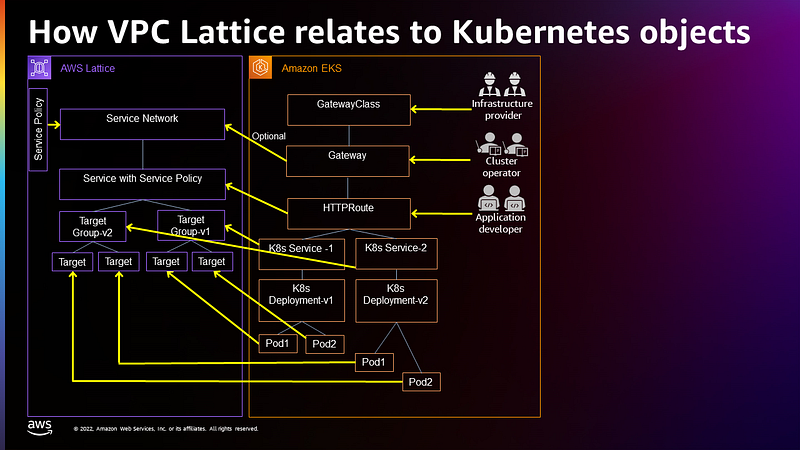 How VPC Lattice relates to Kubernetes objects
AWS Lattice
Amazon EKS
Service Policy
Service Network
Optional
GatewayClass
Infrastructure
provider
Gateway
Cluster
operator
Service with Service Policy
HTTPRoute
Application
developer
Target
Group-v2
Target
Group-v1
K8s Service -1
K8s Service-2
Target
Target
Target
Target
K8s
Deployment-v1
K8s
Deployment-v2
Pod1
Pod2
Pod1
Pod2
aws
© 2022, Amazon Web Services, Inc. or its affiliates. All rights reserved.